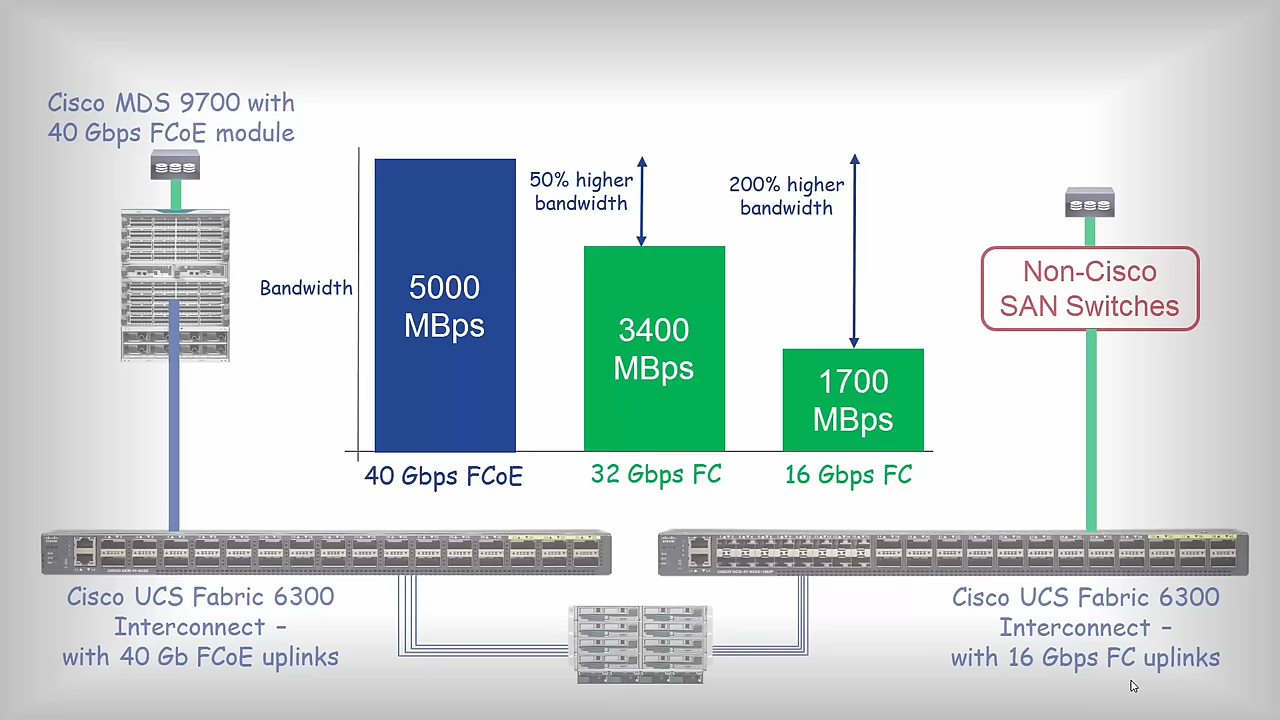 Cisco MDS 9700 with
40 Gbps FCoE module
50% higher
bandwidth
200% higher
bandwidth
Bandwidth
5000
MBps
3400
MBps
1700
MBps
Non-Cisco
SAN Switches
40 Gbps FCoE
32 Gbps FC
16 Gbps FC
Cisco UCS Fabric 6300
Interconnect –
with 40 Gb FCoE uplinks
Cisco UCS Fabric 6300
Interconnect –
with 16 Gbps FC uplinks